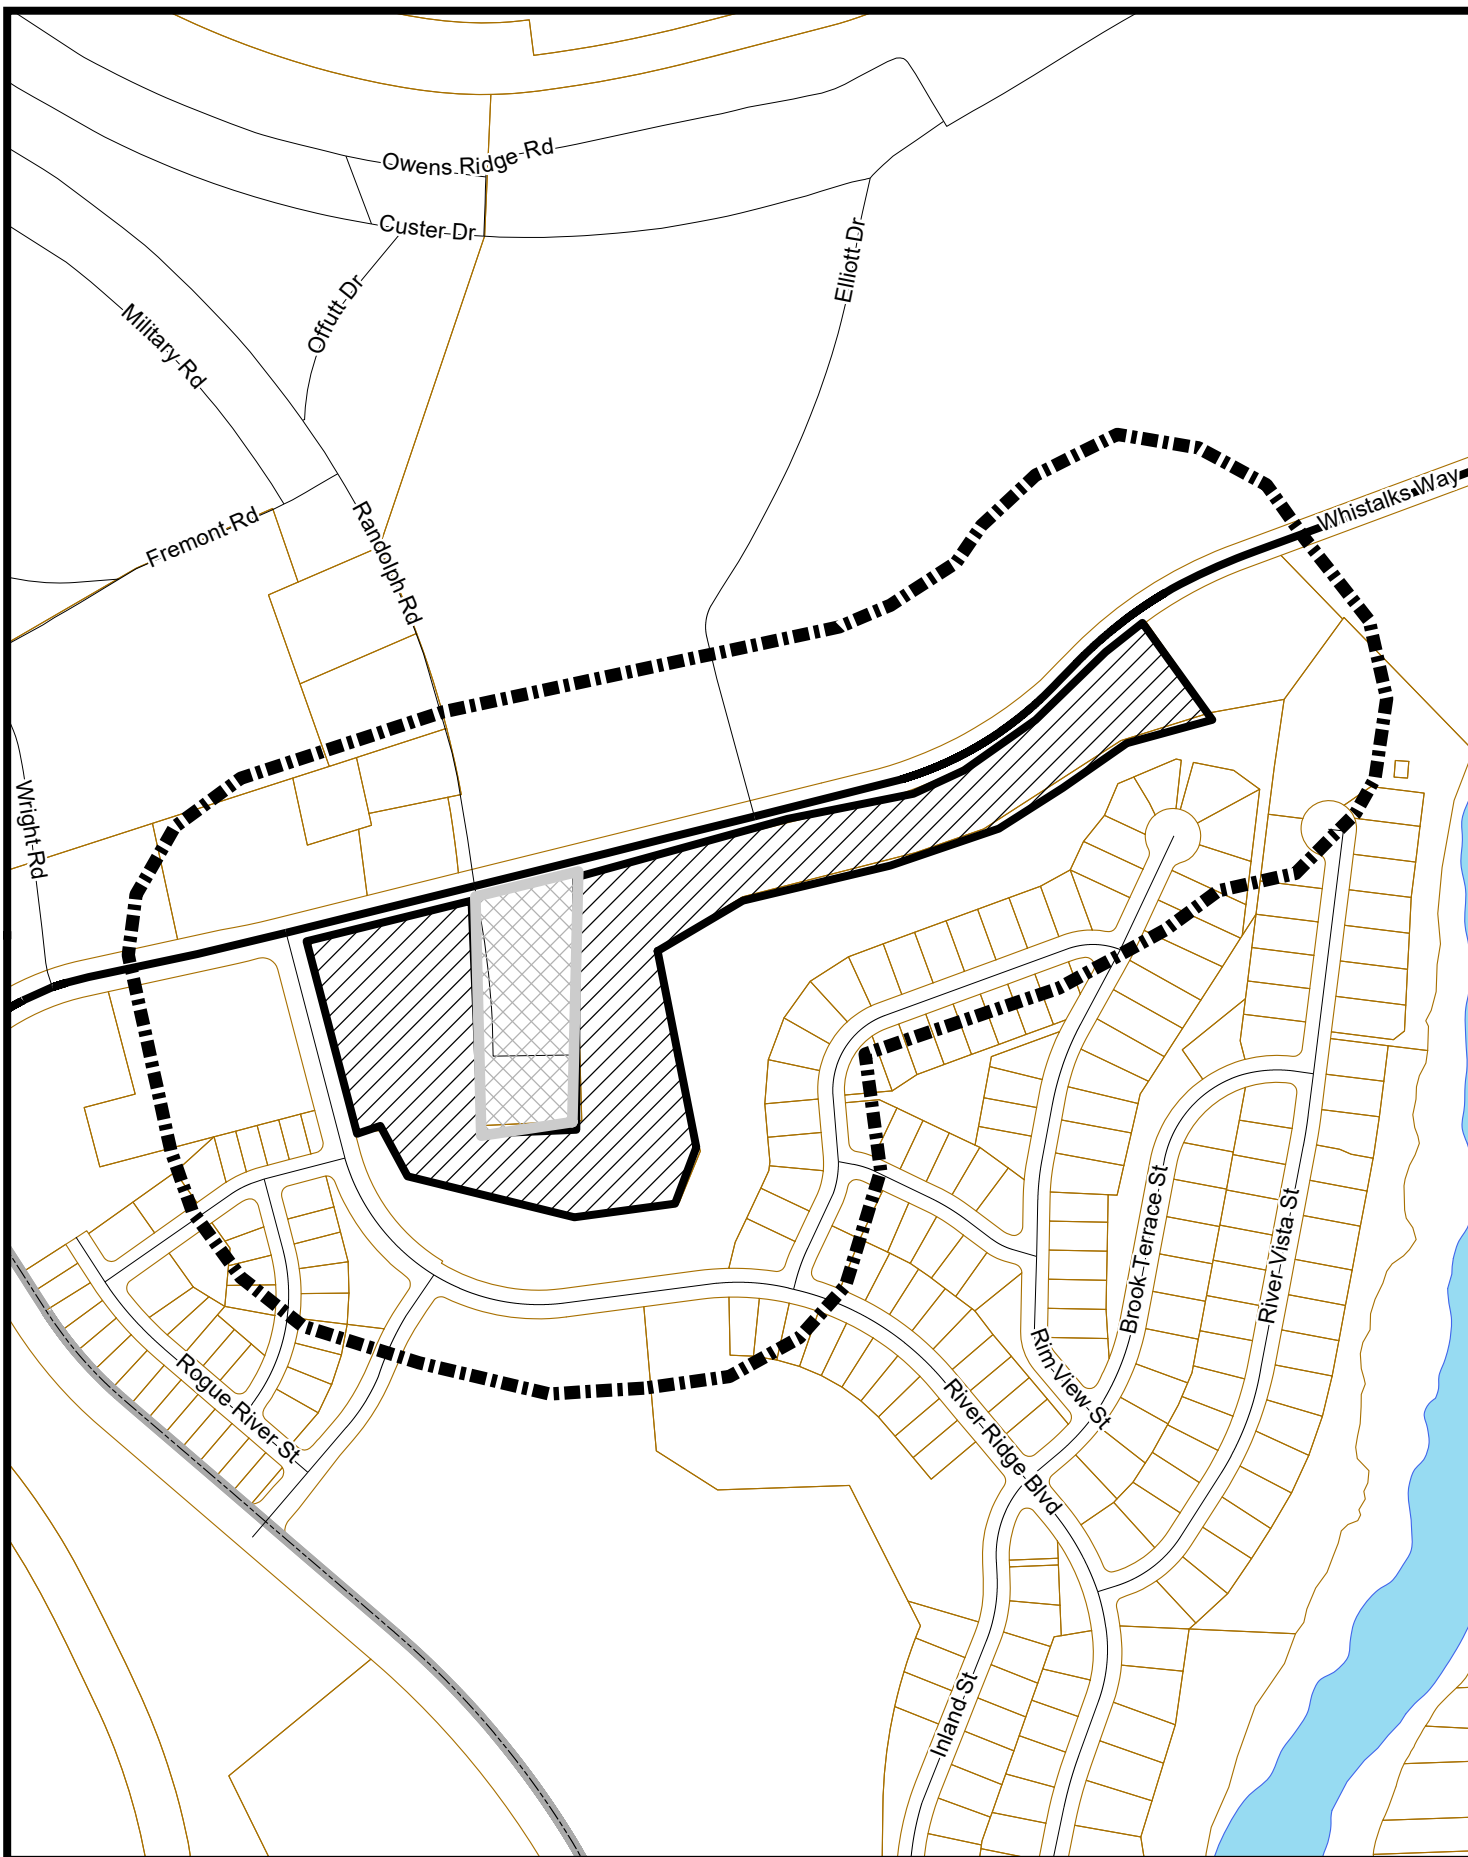 Owens Ridge Rd
Custer Dr
Elliott Dr
Offutt Dr
Military Rd
Whistalks Way
Fremont Rd
Randolph Rd
Wright Rd
Brook Terrace St
River Vista St
Rim View St
Rogue River St
River Ridge Blvd
Inland St